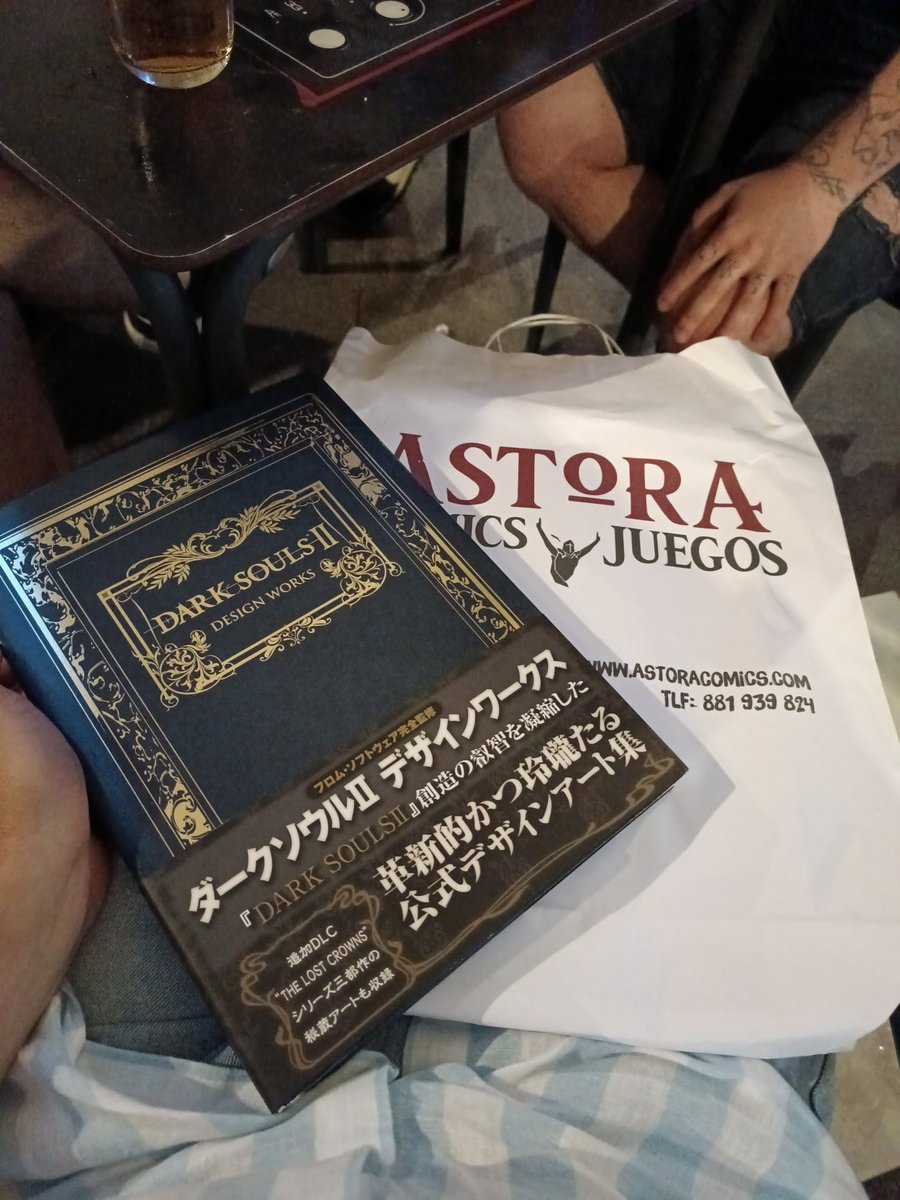 DARK SOULS II
DESIGN WORKS
フロム・ソフトウェア完全監修
ダークソウルII デザインワークス
『DARK SOULSII』創造の叡智を凝縮した
革新的かつ玲瓏たる
公式デザインアート集
追加DLC
"THE LOST CROWNS"
シリーズ三部作の
秘蔵アートも収録
ASTORA
MICS JUEGOS
WWW.ASTORACOMICS.COM
TLF: 881 939 824